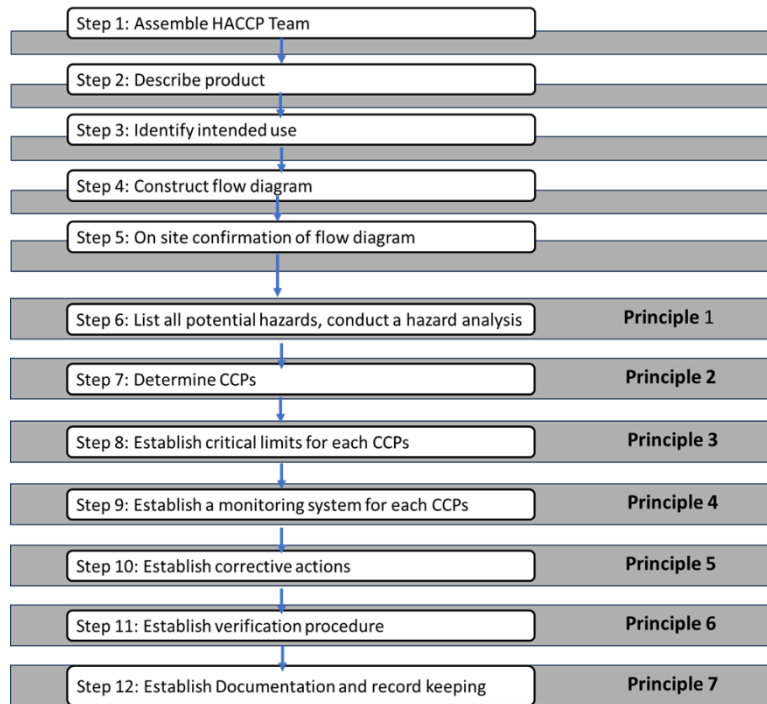 Step 1: Assemble HACCP Team
Step 2: Describe product
Step 3: Identify intended use
Step 4: Construct flow diagram
Step 5: On site confirmation of flow diagram
Step 6: List all potential hazards, conduct a hazard analysis Principle 1
Step 7: Determine CCPs Principle 2
Step 8: Establish critical limits for each CCPs Principle 3
Step 9: Establish a monitoring system for each CCPs Principle 4
Step 10: Establish corrective actions Principle 5
Step 11: Establish verification procedure Principle 6
Step 12: Establish Documentation and record keeping Principle 7